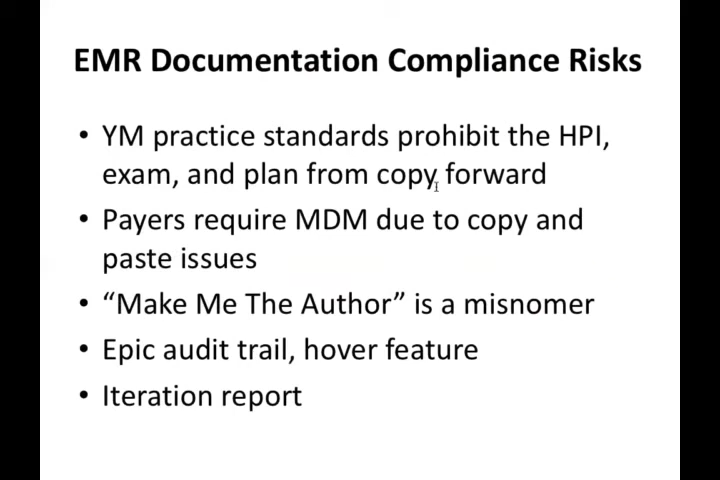 EMR Documentation Compliance Risks
• YM practice standards prohibit the HPI,
exam, and plan from copy forward
• Payers require MDM due to copy and
paste issues
• “Make Me The Author” is a misnomer
• Epic audit trail, hover feature
• Iteration report